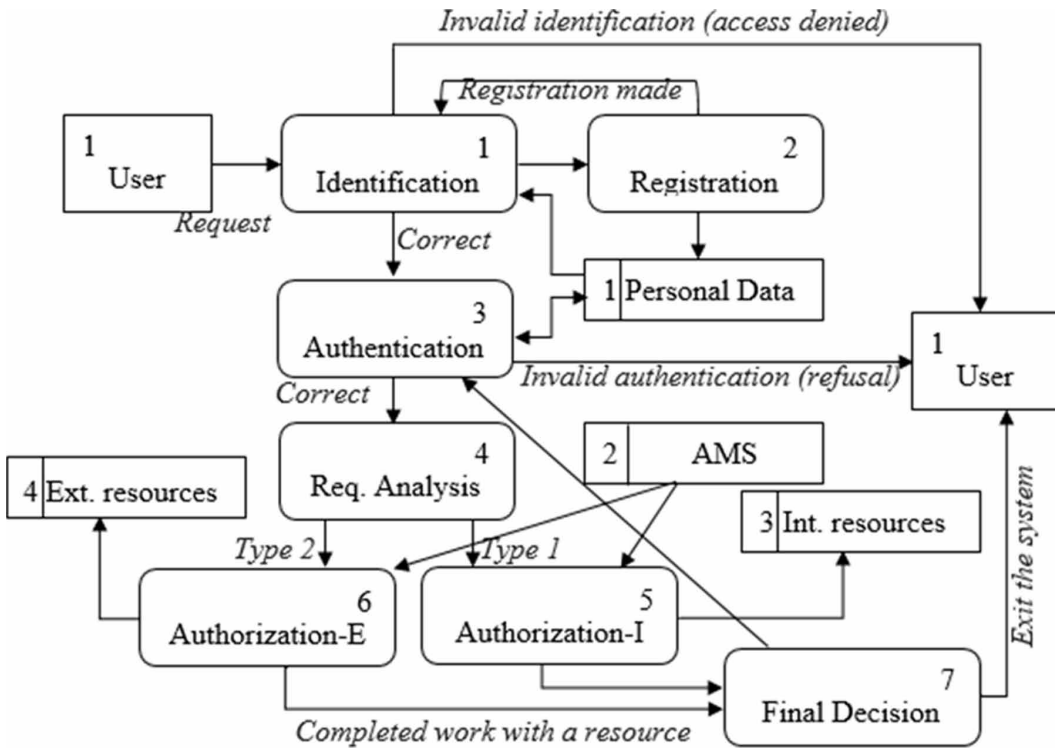 Invalid identification (access denied)
Registration made
1
User
1
Identification
2
Registration
Request
Correct
1 Personal Data
3
Authentication
1
User
Invalid authentication (refusal)
Correct
2 AMS
4
Req. Analysis
4 Ext. resources
3 Int. resources
Type 2
Type 1
Exit the system
6
Authorization-E
5
Authorization-I
7
Final Decision
Completed work with a resource